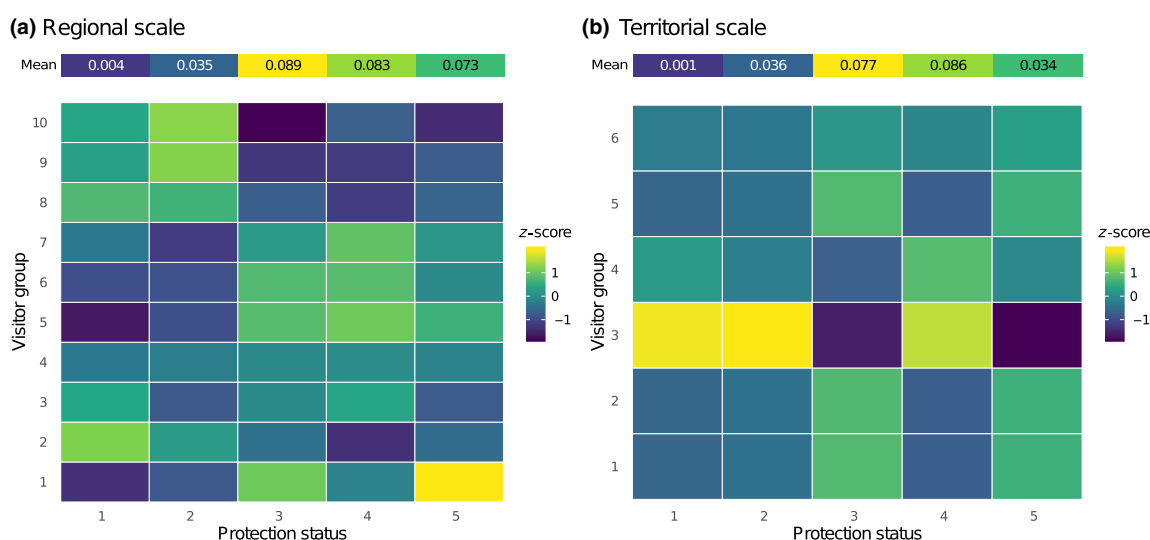 (a) Regional scale
Mean 0.004 0.035 0.089 0.083 0.073
10
9
8
7
6
5
4
3
2
1
Visitor group
1 2 3 4 5
Protection status
z-score
1
0
−1
(b) Territorial scale
Mean 0.001 0.036 0.077 0.086 0.034
6
5
4
3
2
1
Visitor group
1 2 3 4 5
Protection status
z-score
1
0
−1